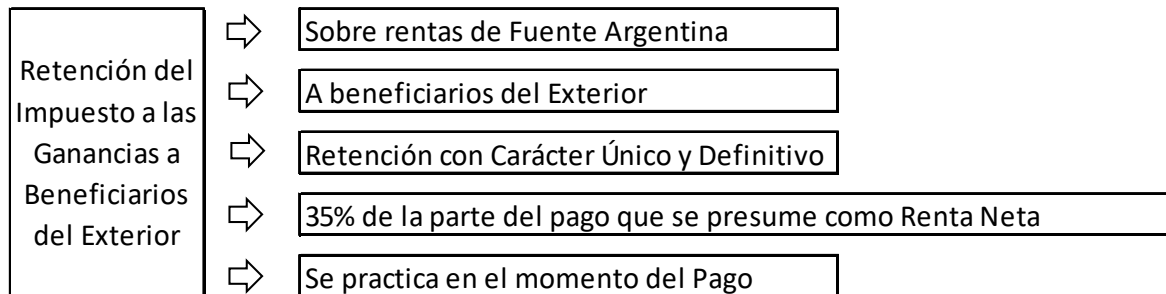 Retención del
Impuesto a las
Ganancias a
Beneficiarios
del Exterior
Sobre rentas de Fuente Argentina
A beneficiarios del Exterior
Retención con Carácter Único y Definitivo
35% de la parte del pago que se presume como Renta Neta
Se practica en el momento del Pago